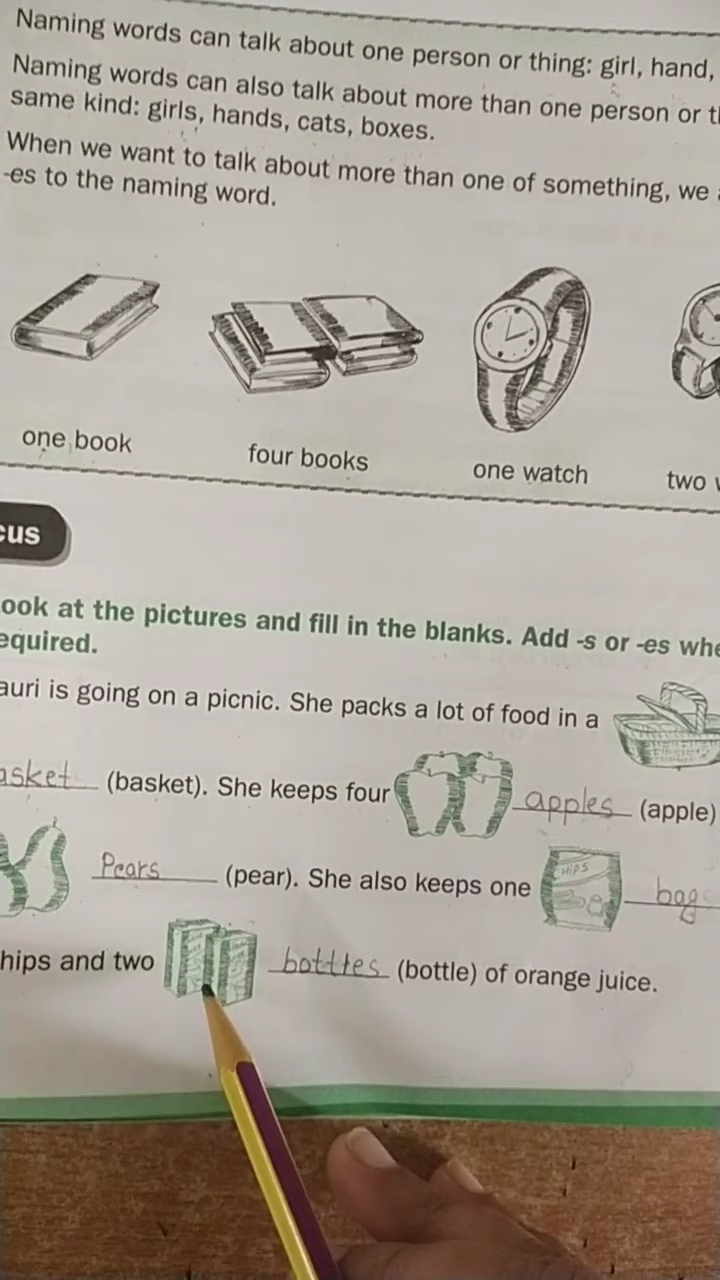 Naming words can talk about one person or thing: girl, hand,
Naming words can also talk about more than one person or
same kind: girls, hands, cats, boxes.
When we want to talk about more than one of something, we
-es to the naming word.
one book
four books
one watch
two
cus
ook at the pictures and fill in the blanks. Add -s or -es
equired.
auri is going on a picnic. She packs a lot of food in a
asket (basket). She keeps four apples (apple)
Pears (pear). She also keeps one CHIPS bag
hips and two botttes (bottle) of orange juice.